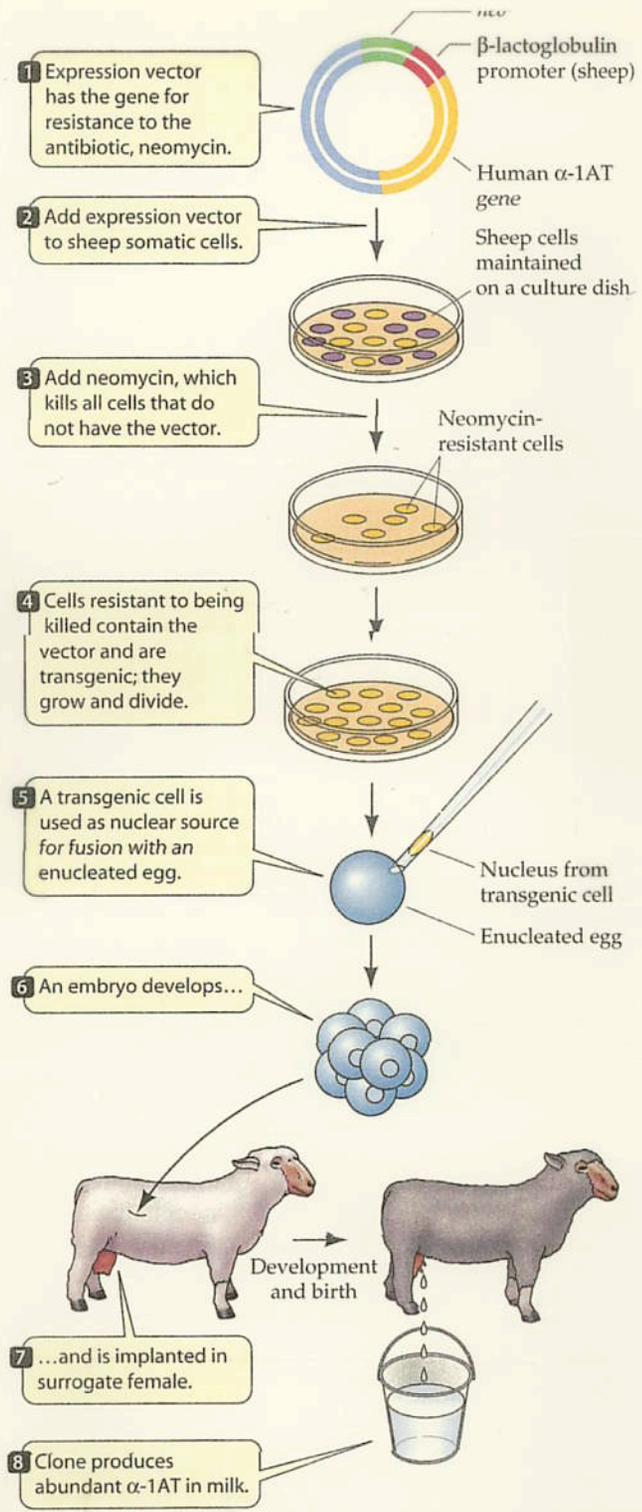 neo
β-lactoglobulin
promoter (sheep)
1 Expression vector
has the gene for
resistance to the
antibiotic, neomycin.
Human α-1AT
gene
2 Add expression vector
to sheep somatic cells.
Sheep cells
maintained
on a culture dish
3 Add neomycin, which
kills all cells that do
not have the vector.
Neomycin-
resistant cells
4 Cells resistant to being
killed contain the
vector and are
transgenic; they
grow and divide.
5 A transgenic cell is
used as nuclear source
for fusion with an
enucleated egg.
Nucleus from
transgenic cell
Enucleated egg
6 An embryo develops…
Development
and birth
7 …and is implanted in
surrogate female.
8 Clone produces
abundant α-1AT in milk.